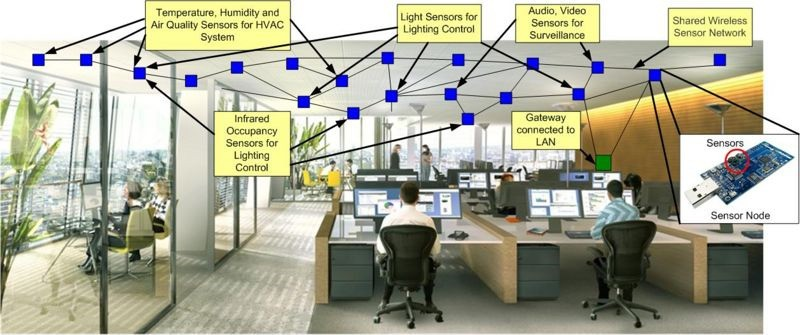 Temperature, Humidity and
Air Quality Sensors for HVAC
System
Light Sensors for
Lighting Control
Audio, Video
Sensors for
Surveillance
Shared Wireless
Sensor Network
Infrared
Occupancy
Sensors for
Lighting
Control
Gateway
connected to
LAN
Sensors
Sensor Node